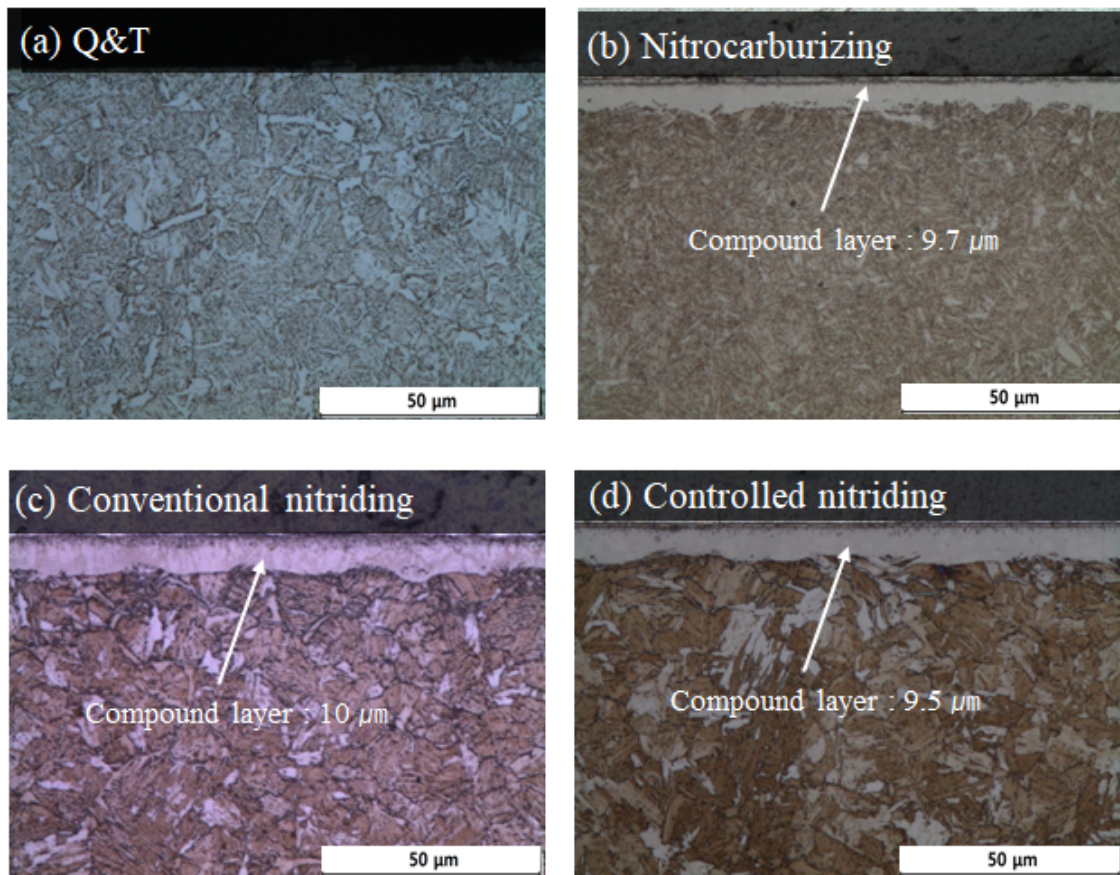 (a) Q&T
50 µm
(b) Nitrocarburizing
Compound layer : 9.7 ㎛
50 µm
(c) Conventional nitriding
Compound layer : 10 ㎛
50 µm
(d) Controlled nitriding
Compound layer : 9.5 ㎛
50 µm